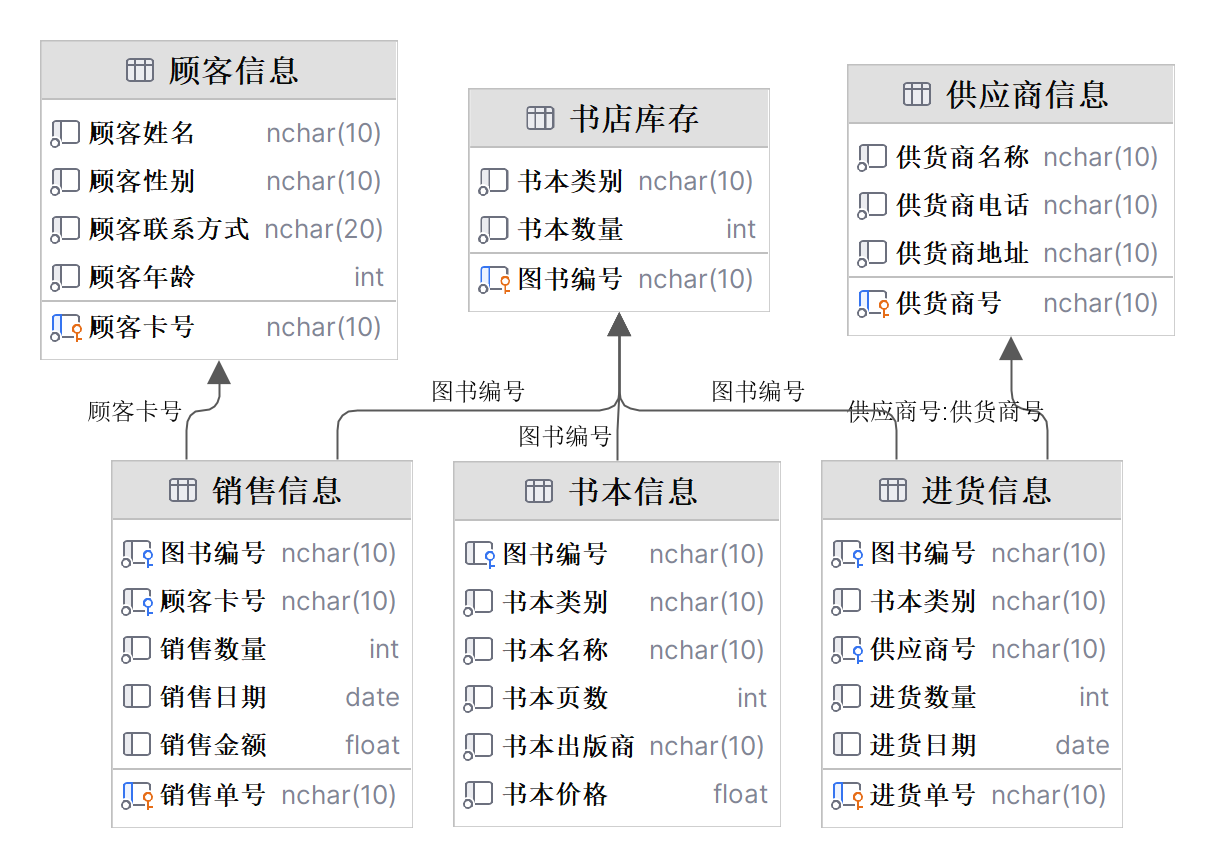 顾客信息
顾客姓名 nchar(10)
顾客性别 nchar(10)
顾客联系方式 nchar(20)
顾客年龄 int
顾客卡号 nchar(10)
书店库存
书本类别 nchar(10)
书本数量 int
图书编号 nchar(10)
供应商信息
供货商名称 nchar(10)
供货商电话 nchar(10)
供货商地址 nchar(10)
供货商号 nchar(10)
顾客卡号
图书编号
图书编号
图书编号
供应商号:供货商号
销售信息
图书编号 nchar(10)
顾客卡号 nchar(10)
销售数量 int
销售日期 date
销售金额 float
销售单号 nchar(10)
书本信息
图书编号 nchar(10)
书本类别 nchar(10)
书本名称 nchar(10)
书本页数 int
书本出版商 nchar(10)
书本价格 float
进货信息
图书编号 nchar(10)
书本类别 nchar(10)
供应商号 nchar(10)
进货数量 int
进货日期 date
进货单号 nchar(10)